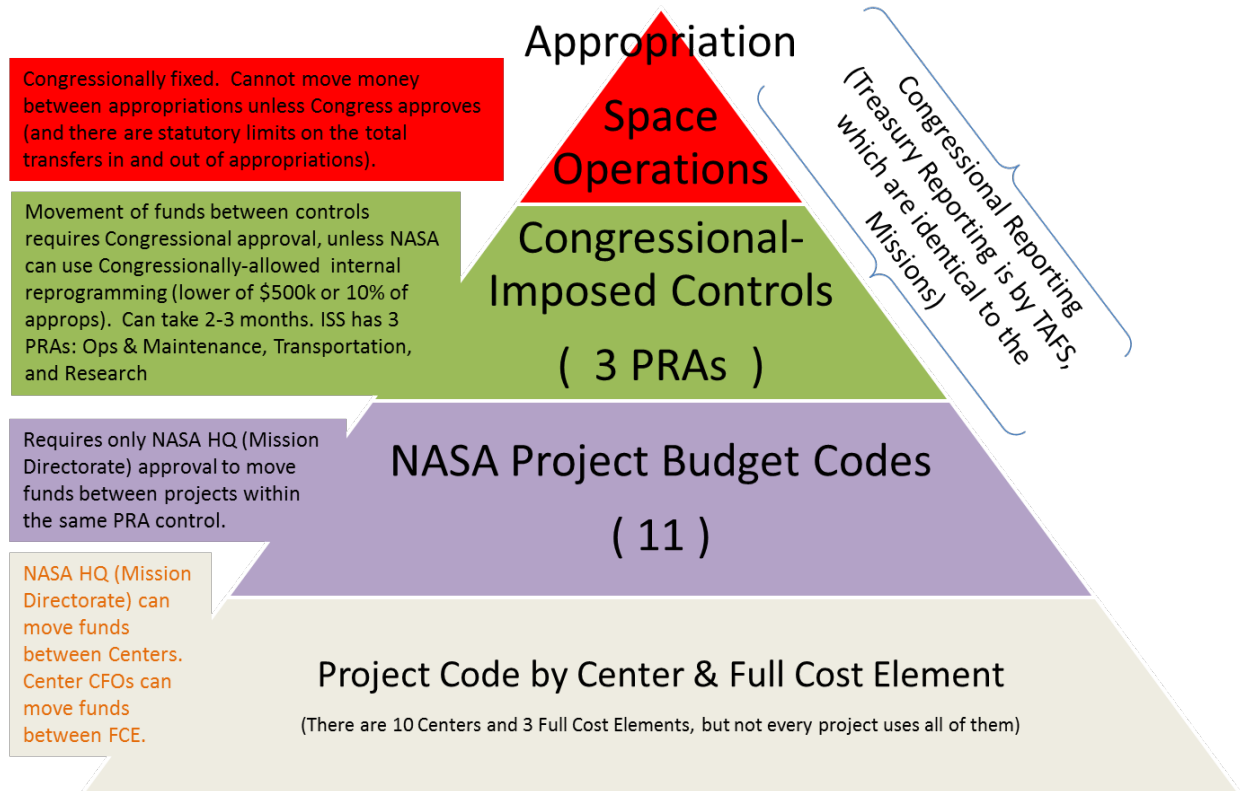 Appropriation
Space
Operations
Congressionally fixed.  Cannot move money
between appropriations unless Congress approves
(and there are statutory limits on the total
transfers in and out of appropriations).
Congressional-
Imposed Controls
(  3 PRAs  )
Movement of funds between controls
requires Congressional approval, unless NASA
can use Congressionally-allowed  internal
reprogramming (lower of $500k or 10% of
approps).  Can take 2-3 months. ISS has 3
PRAs: Ops & Maintenance, Transportation,
and Research
Congressional Reporting
(Treasury Reporting is by TAFS,
which are identical to the
Missions)
NASA Project Budget Codes
( 11 )
Requires only NASA HQ (Mission
Directorate) approval to move
funds between projects within
the same PRA control.
NASA HQ (Mission
Directorate) can
move funds
between Centers.
Center CFOs can
move funds
between FCE.
Project Code by Center & Full Cost Element
(There are 10 Centers and 3 Full Cost Elements, but not every project uses all of them)